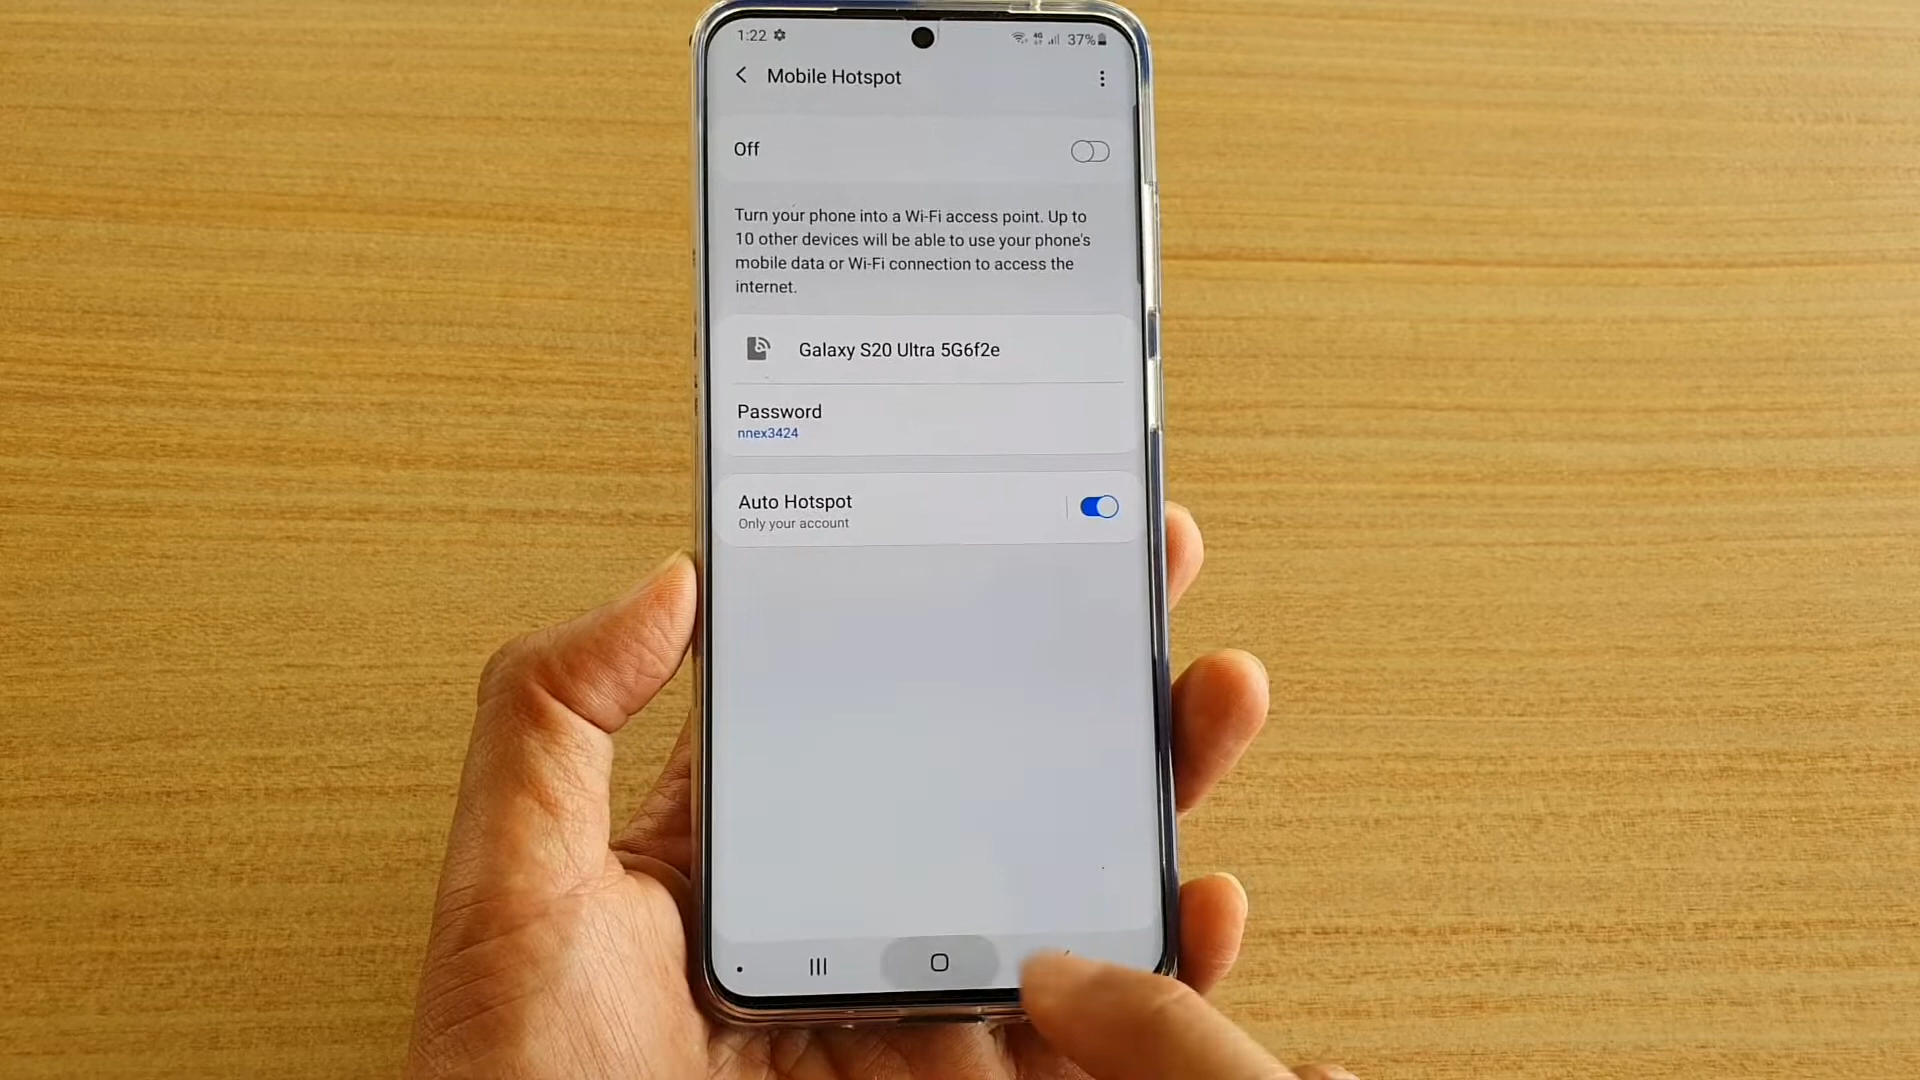 1:22
4G
37%
Mobile Hotspot
Off
Turn your phone into a Wi-Fi access point. Up to
10 other devices will be able to use your phone's
mobile data or Wi-Fi connection to access the
internet.
Galaxy S20 Ultra 5G6f2e
Password
nnex3424
Auto Hotspot
Only your account